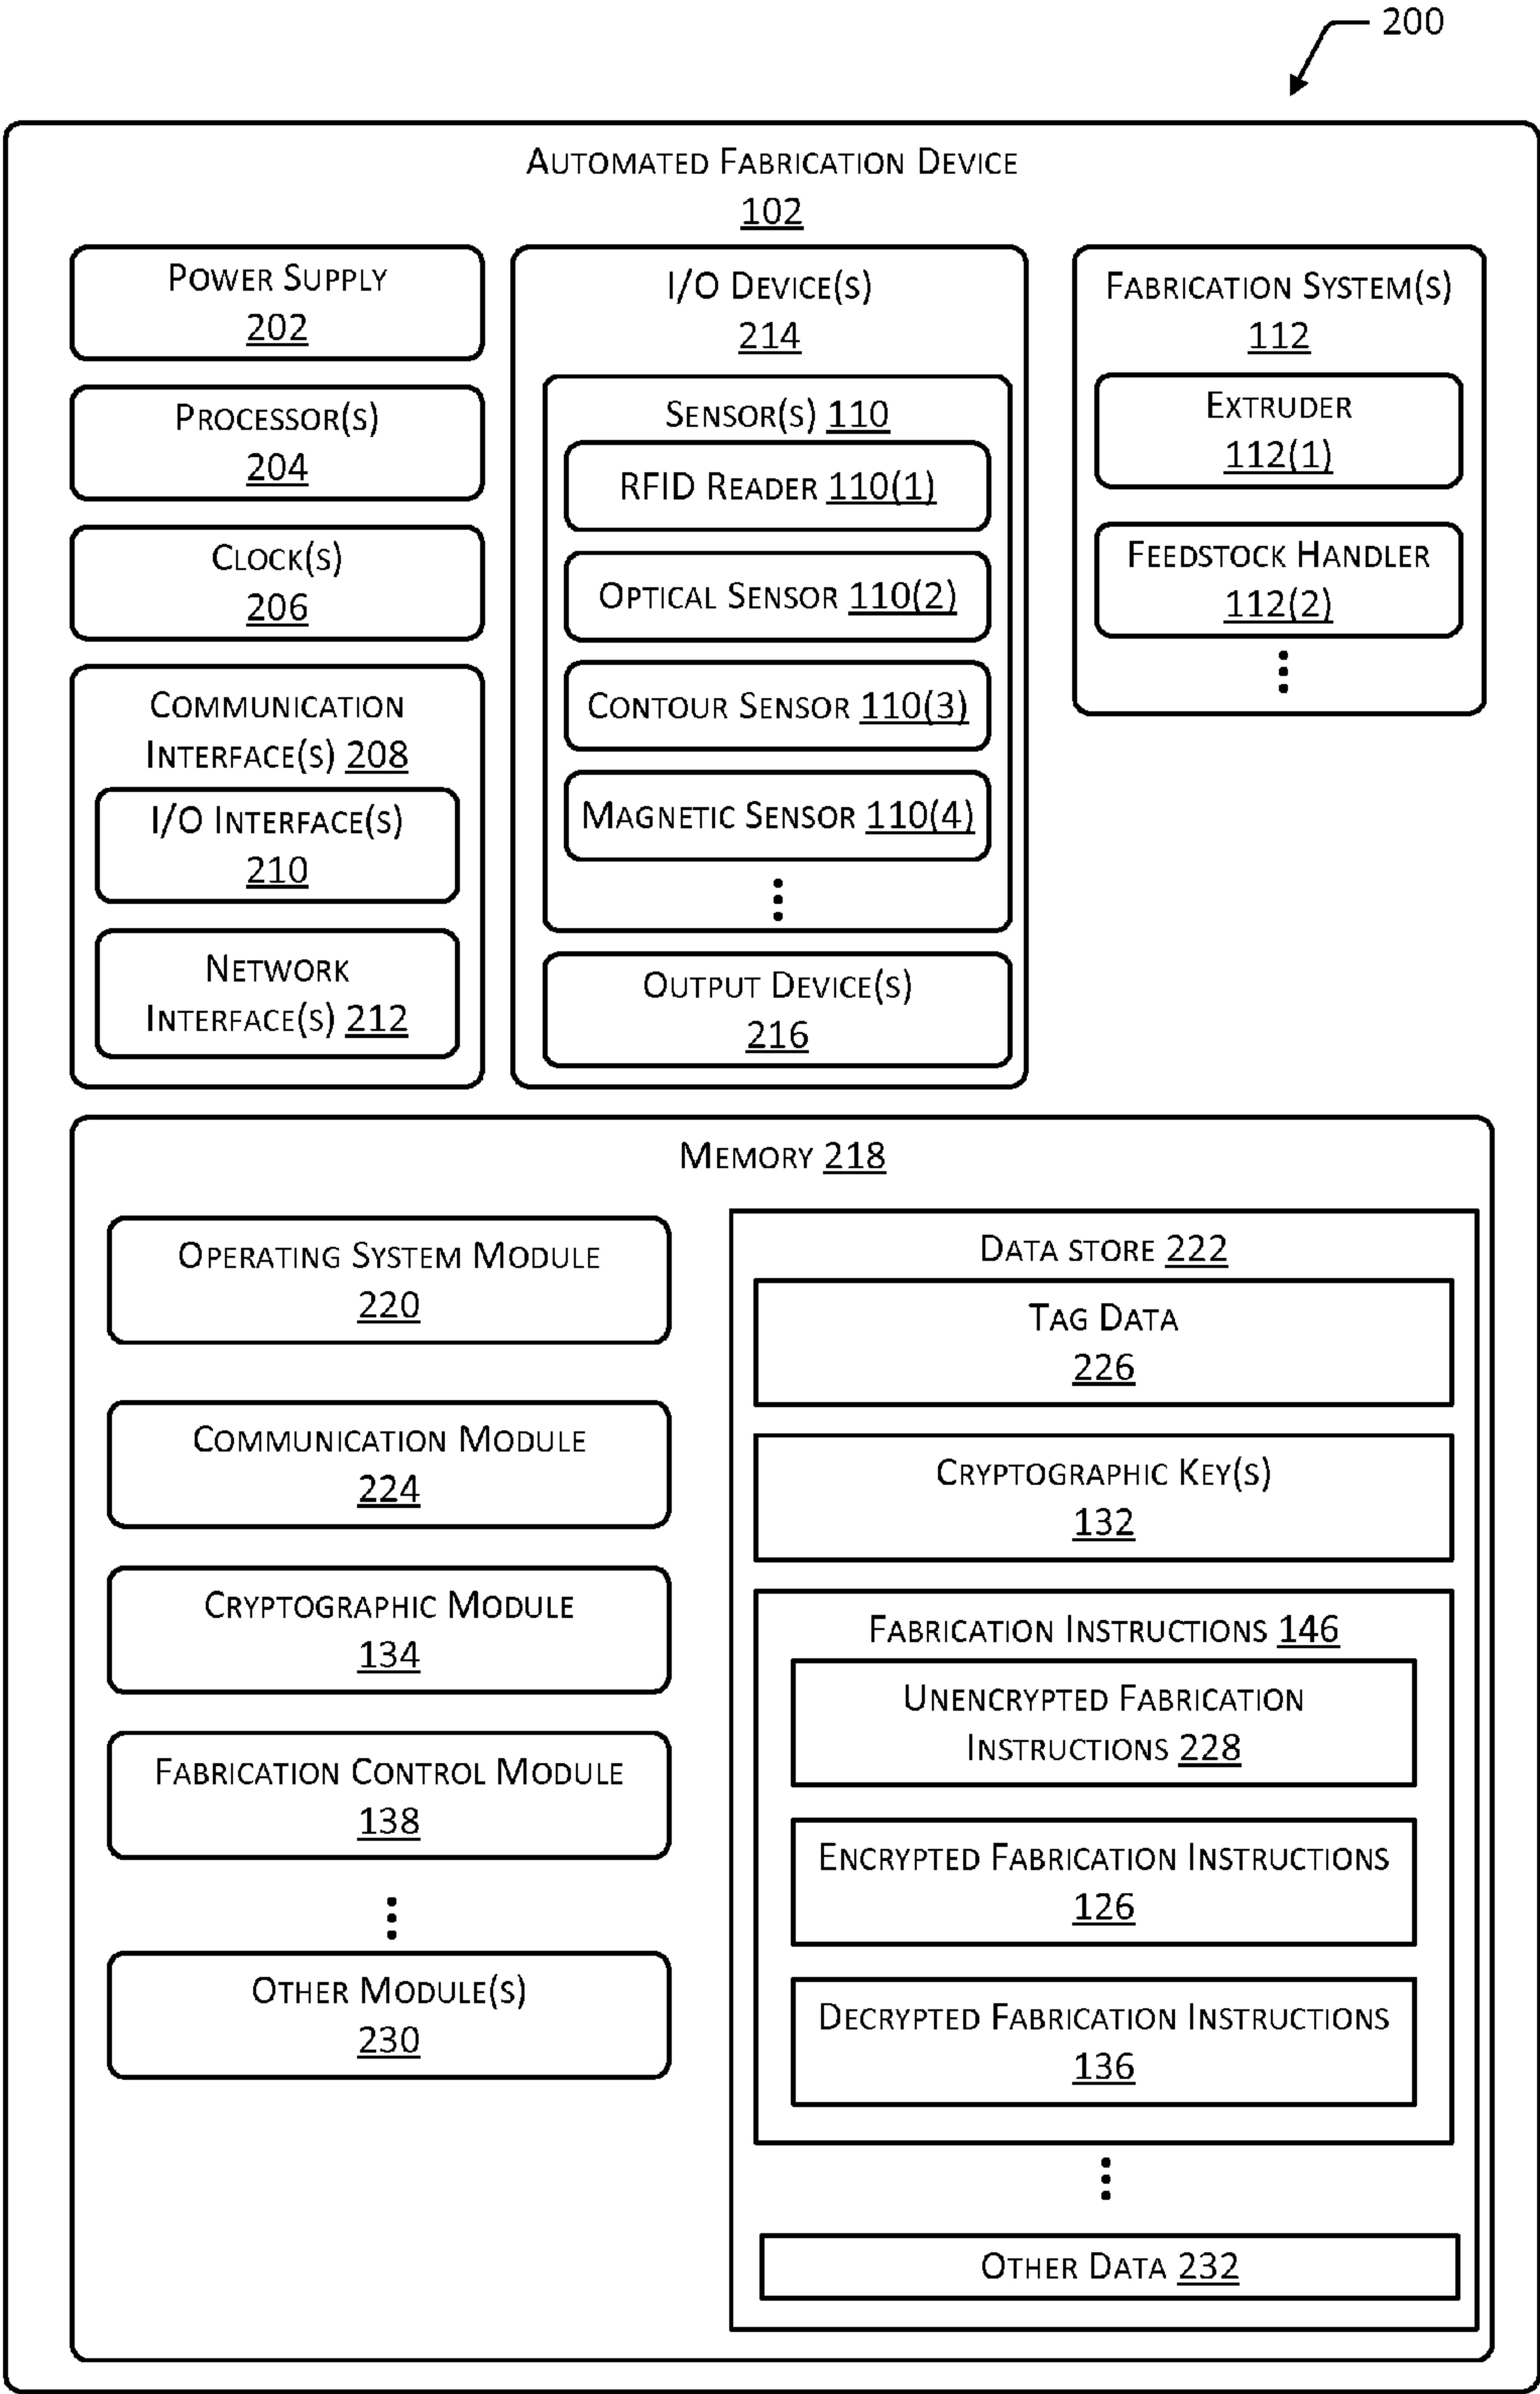 200
AUTOMATED FABRICATION DEVICE
102
POWER SUPPLY
202
PROCESSOR(S)
204
CLOCK(S)
206
COMMUNICATION
INTERFACE(S) 208
I/O INTERFACE(S)
210
NETWORK
INTERFACE(S) 212
I/O DEVICE(S)
214
SENSOR(S) 110
RFID READER 110(1)
OPTICAL SENSOR 110(2)
CONTOUR SENSOR 110(3)
MAGNETIC SENSOR 110(4)
OUTPUT DEVICE(S)
216
FABRICATION SYSTEM(S)
112
EXTRUDER
112(1)
FEEDSTOCK HANDLER
112(2)
MEMORY 218
OPERATING SYSTEM MODULE
220
COMMUNICATION MODULE
224
CRYPTOGRAPHIC MODULE
134
FABRICATION CONTROL MODULE
138
OTHER MODULE(S)
230
DATA STORE 222
TAG DATA
226
CRYPTOGRAPHIC KEY(S)
132
FABRICATION INSTRUCTIONS 146
UNENCRYPTED FABRICATION
INSTRUCTIONS 228
ENCRYPTED FABRICATION INSTRUCTIONS
126
DECRYPTED FABRICATION INSTRUCTIONS
136
OTHER DATA 232